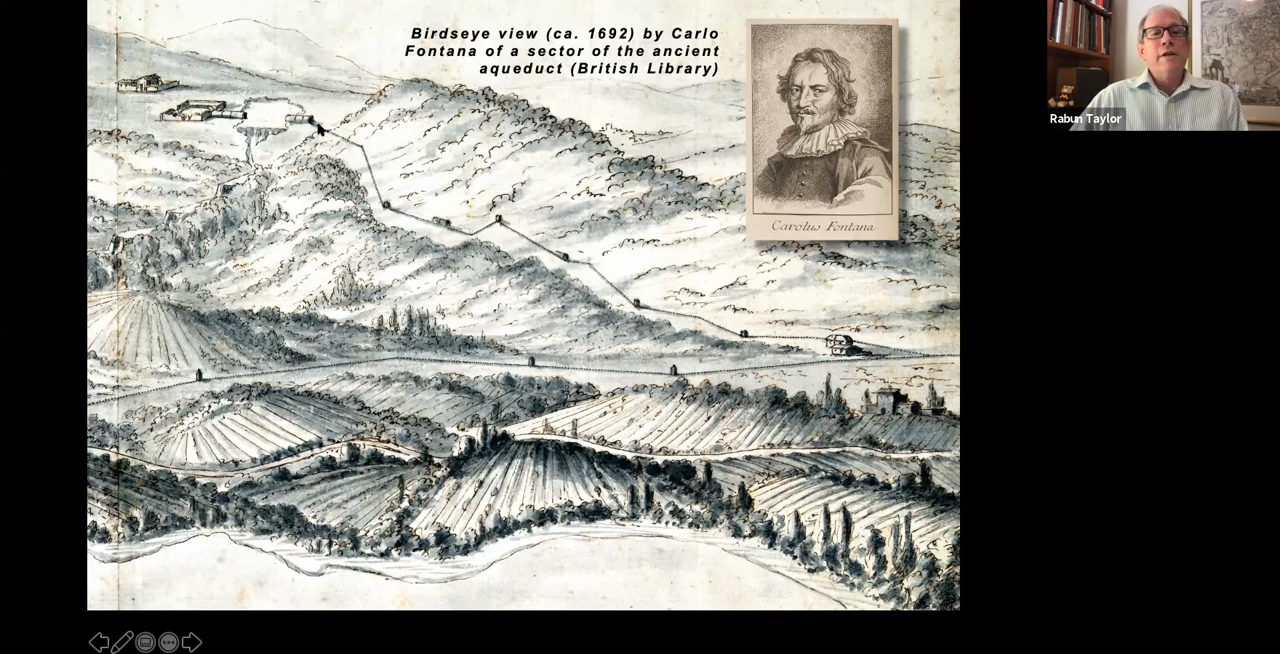 Birdseye view (ca. 1692) by Carlo
Fontana of a sector of the ancient
aqueduct (British Library)
Carolus Fontana
Rabun Taylor